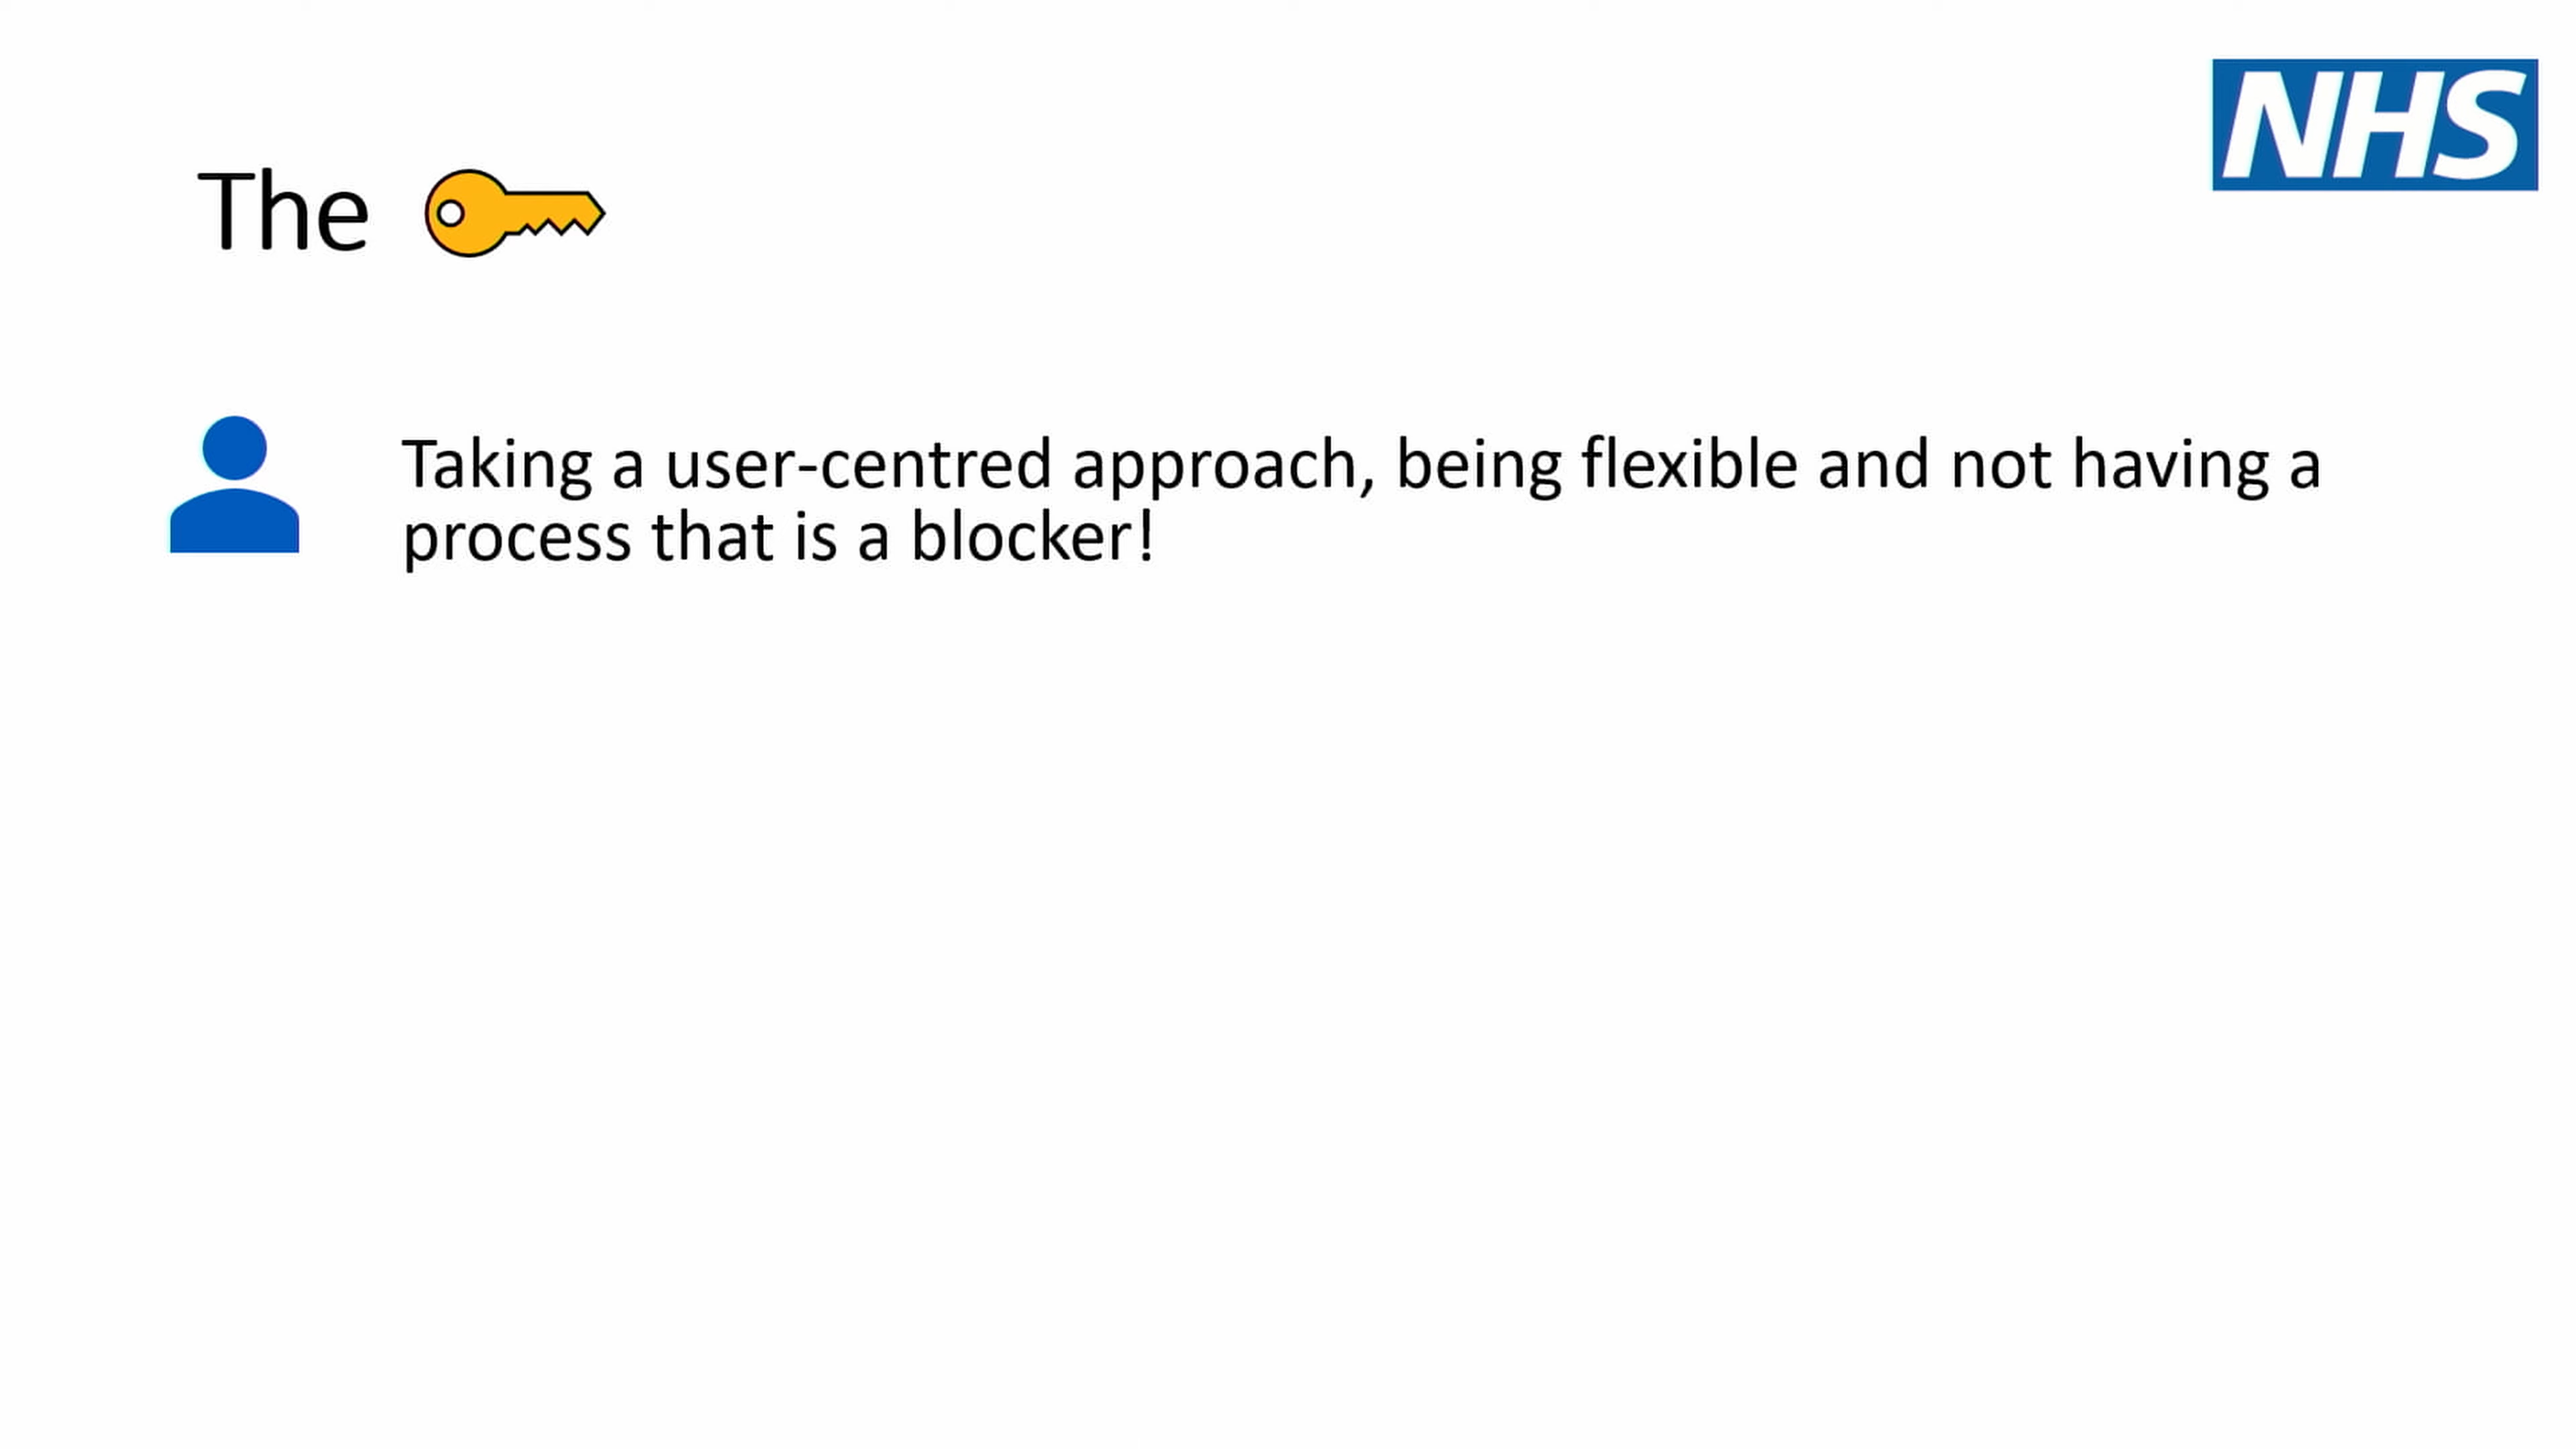 NHS
The
Taking a user-centred approach, being flexible and not having a
process that is a blocker!